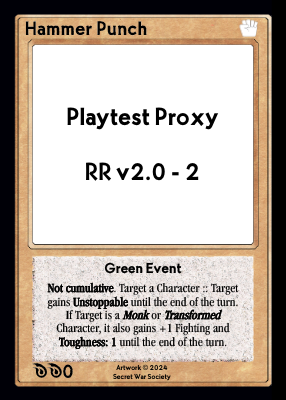 Hammer Punch
Playtest Proxy
RR v2.0 - 2
Green Event
Not cumulative. Target a Character :: Target
gains Unstoppable until the end of the turn.
If Target is a Monk or Transformed
Character, it also gains +1 Fighting and
Toughness: 1 until the end of the turn.
Artwork © 2024
Secret War Society